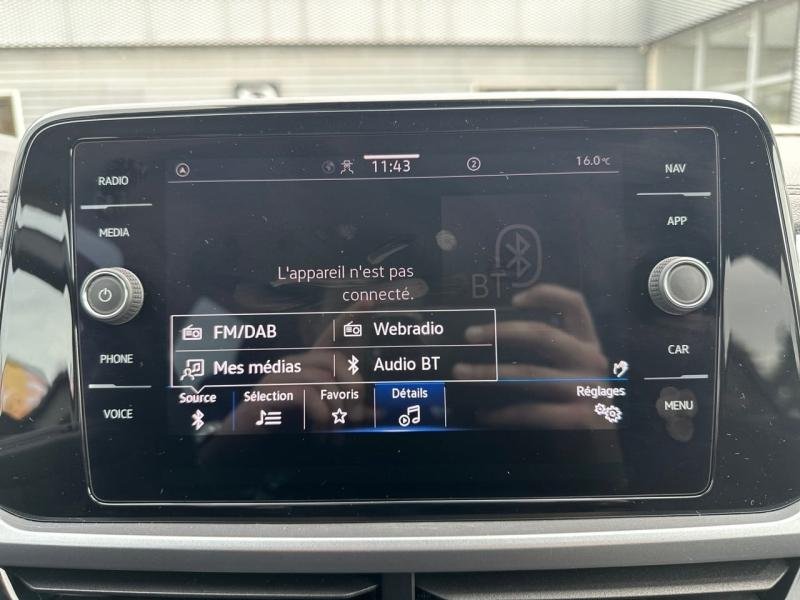 RADIO
MEDIA
PHONE
VOICE
11:43
2
16.0°C
NAV
APP
CAR
MENU
BT
L'appareil n'est pas
connecté.
FM/DAB
Webradio
Mes médias
Audio BT
Source
Sélection
Favoris
Détails
Réglages